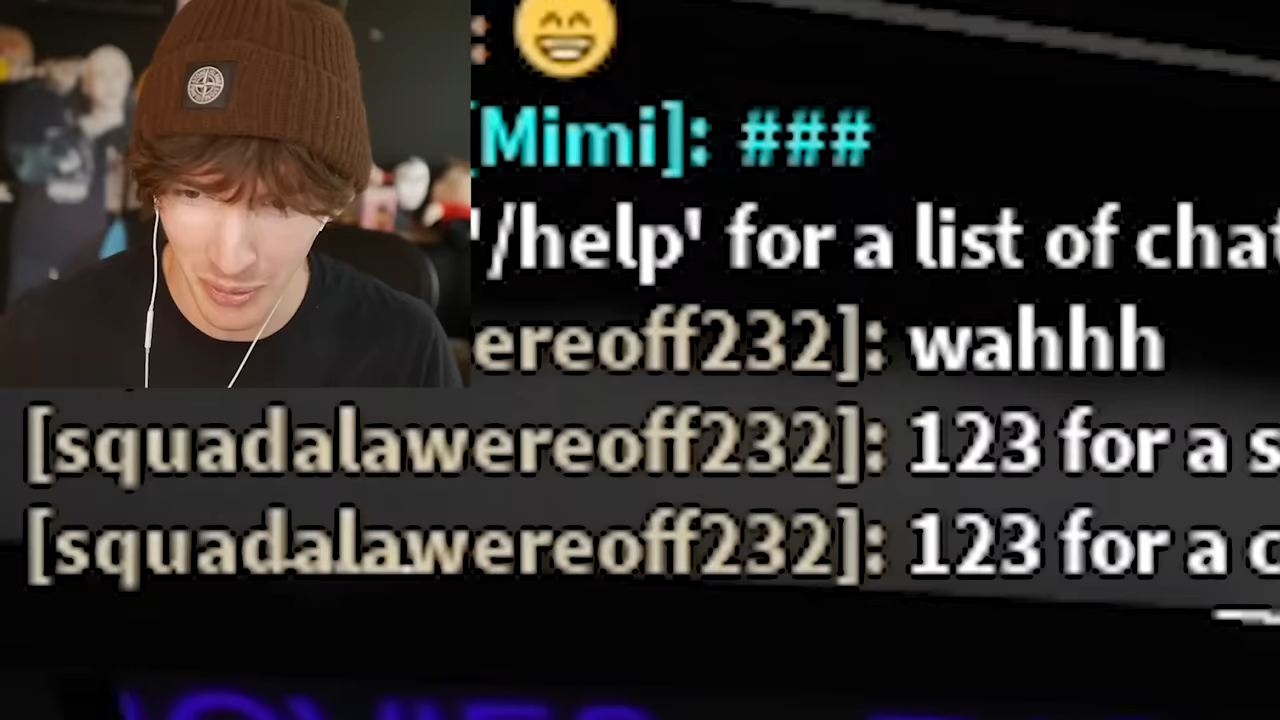 [Mimi]: ###
'/help' for a list of chat
ereoff232]: wahhh
[squadalawereoff232]: 123 for a s
[squadalawereoff232]: 123 for a c